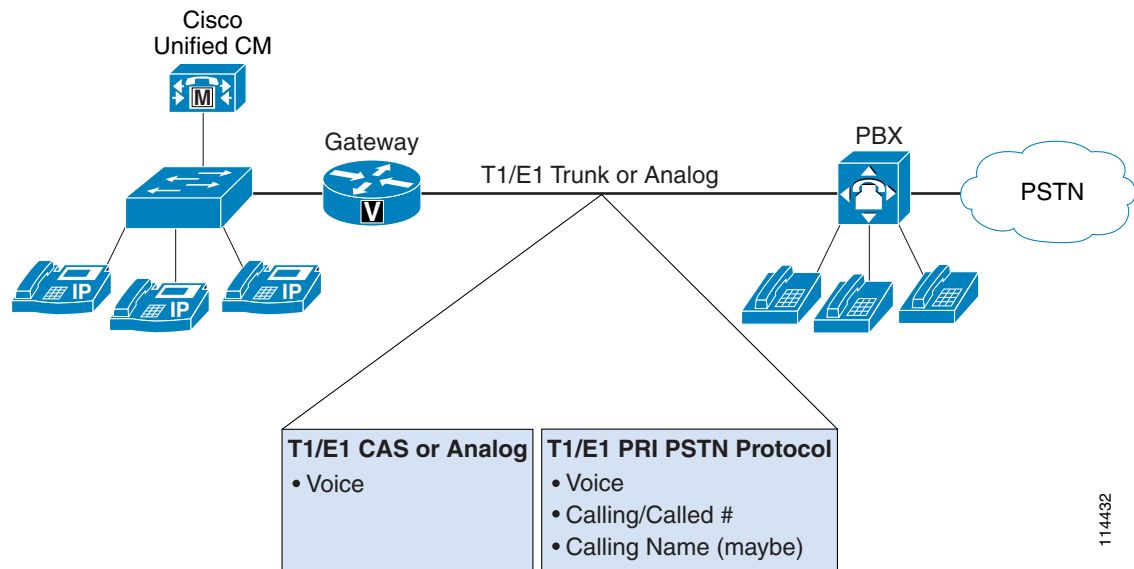 Cisco
Unified CM
M
Gateway
V
T1/E1 Trunk or Analog
PBX
PSTN
IP
IP
IP
T1/E1 CAS or Analog
• Voice
T1/E1 PRI PSTN Protocol
• Voice
• Calling/Called #
• Calling Name (maybe)
114432